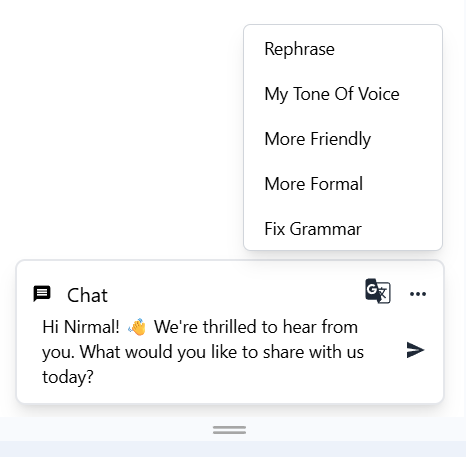 Rephrase
My Tone Of Voice
More Friendly
More Formal
Fix Grammar
Chat
Hi Nirmal! 👋 We're thrilled to hear from
you. What would you like to share with us
today?